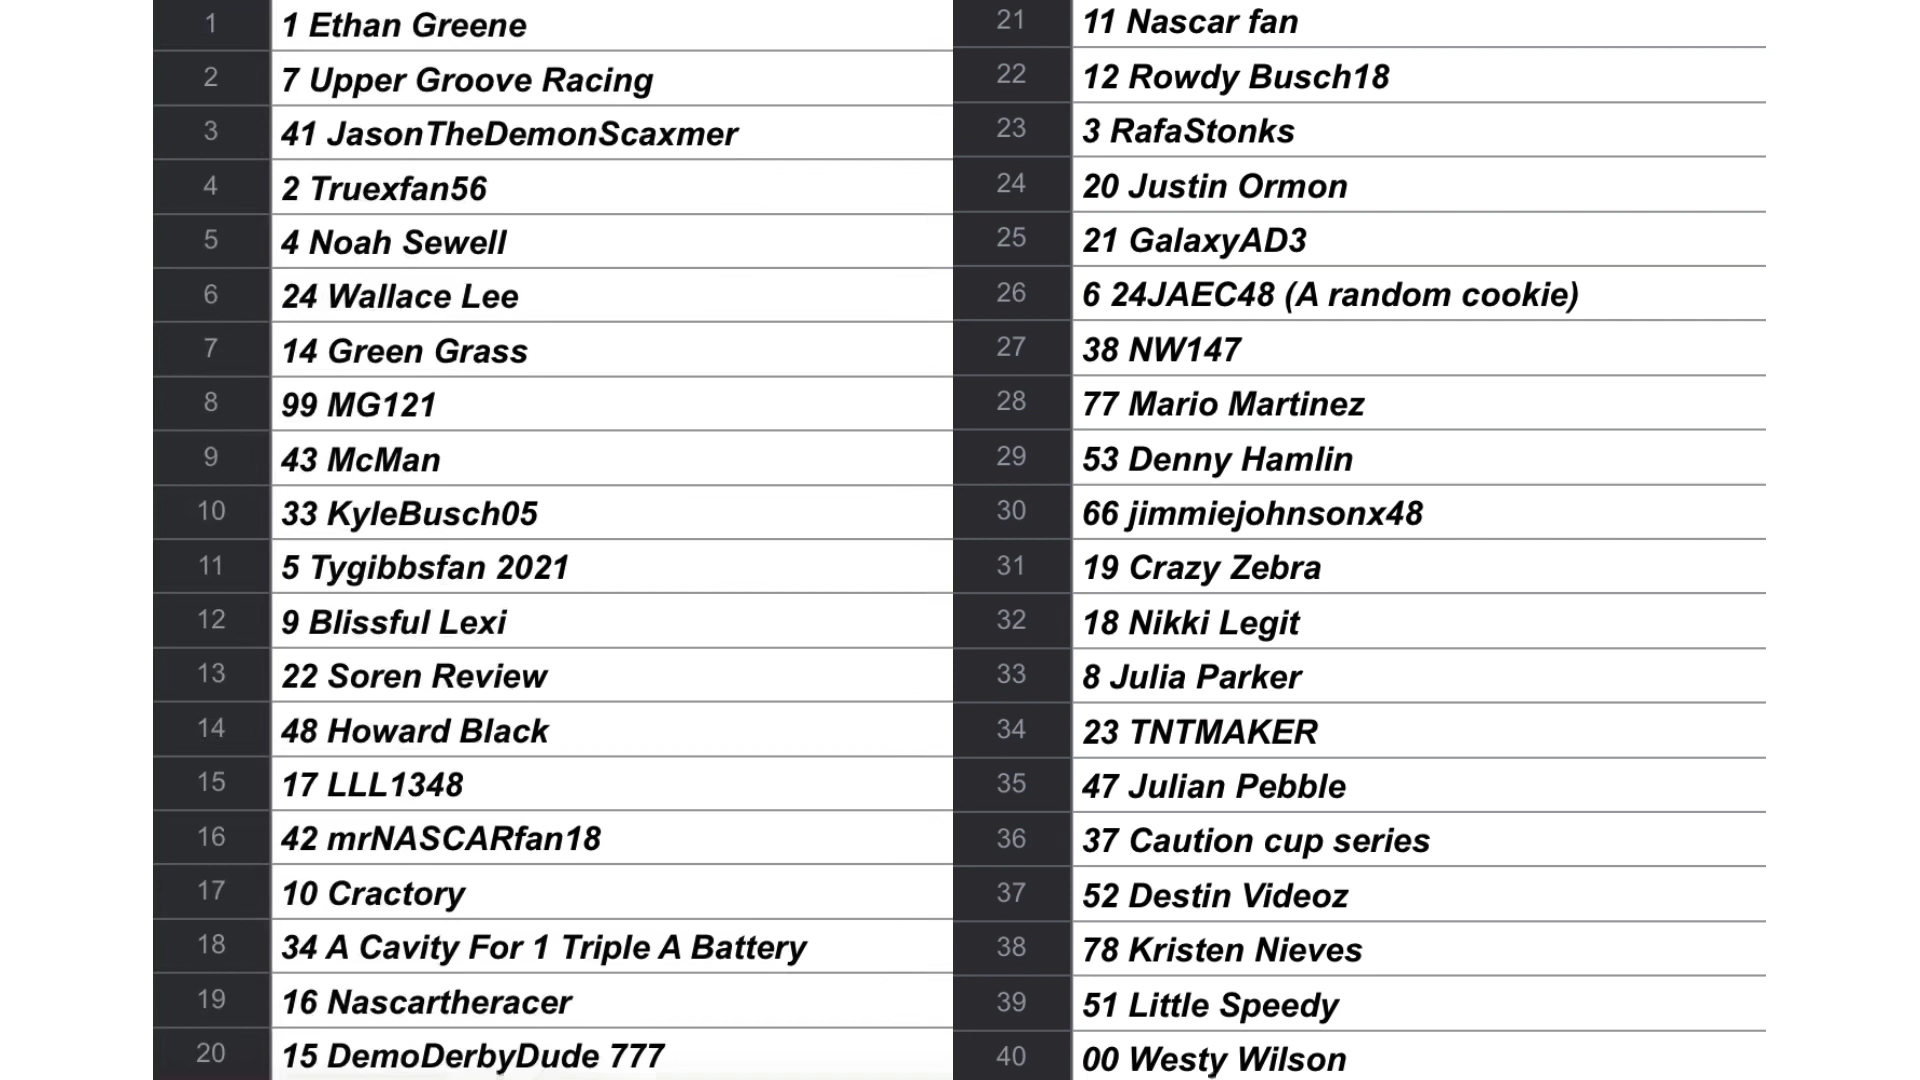 1 1 Ethan Greene
2 7 Upper Groove Racing
3 41 JasonTheDemonScaxmer
4 2 Truexfan56
5 4 Noah Sewell
6 24 Wallace Lee
7 14 Green Grass
8 99 MG121
9 43 McMan
10 33 KyleBusch05
11 5 Tygibbsfan 2021
12 9 Blissful Lexi
13 22 Soren Review
14 48 Howard Black
15 17 LLL1348
16 42 mrNASCARfan18
17 10 Cractory
18 34 A Cavity For 1 Triple A Battery
19 16 Nascartheracer
20 15 DemoDerbyDude 777
21 11 Nascar fan
22 12 Rowdy Busch18
23 3 RafaStonks
24 20 Justin Ormon
25 21 GalaxyAD3
26 6 24JAEC48 (A random cookie)
27 38 NW147
28 77 Mario Martinez
29 53 Denny Hamlin
30 66 jimmiejohnsonx48
31 19 Crazy Zebra
32 18 Nikki Legit
33 8 Julia Parker
34 23 TNTMAKER
35 47 Julian Pebble
36 37 Caution cup series
37 52 Destin Videoz
38 78 Kristen Nieves
39 51 Little Speedy
40 00 Westy Wilson